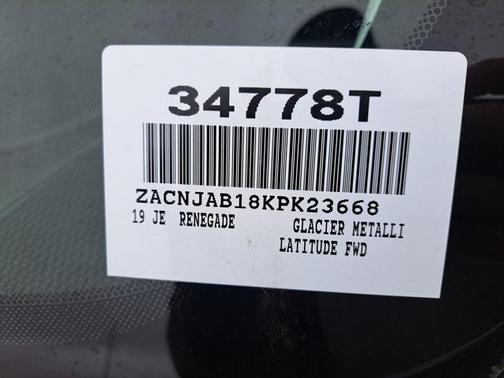 34778T
ZACNJAB18KPK23668
19 JE RENEGADE GLACIER METALLI
LATITUDE FWD